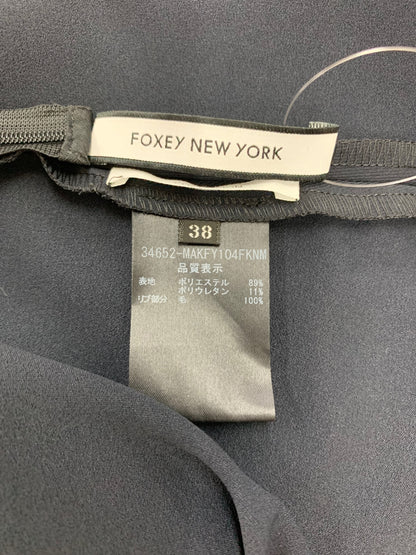 FOXEY NEW YORK
38
34652-MAKFY104FKNM
品質表示
表地 ポリエステル 89%
ポリウレタン 11%
リブ部分 毛 100%